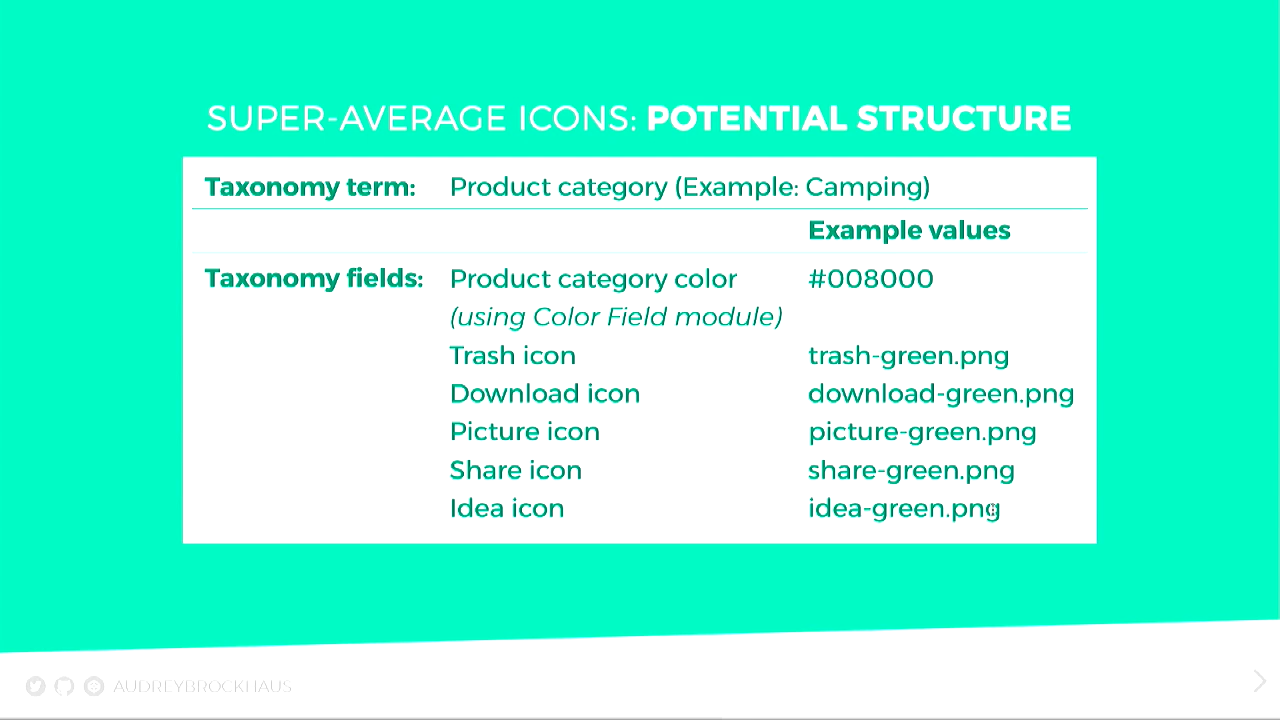 SUPER-AVERAGE ICONS: POTENTIAL STRUCTURE
Taxonomy term: Product category (Example: Camping)
Example values
Taxonomy fields: Product category color #008000
(using Color Field module)
Trash icon trash-green.png
Download icon download-green.png
Picture icon picture-green.png
Share icon share-green.png
Idea icon idea-green.png
AUDREYBROCKHAUS